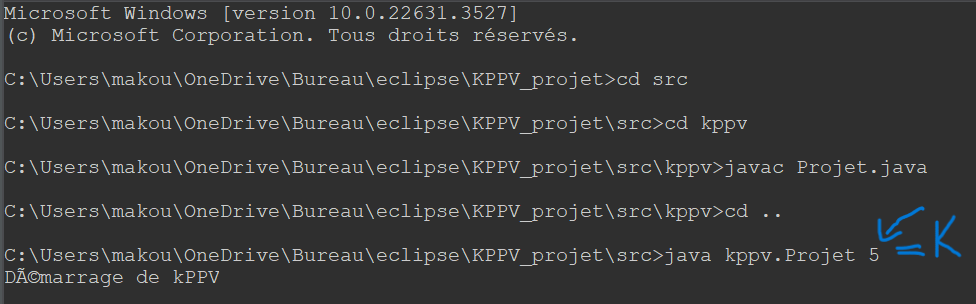 Microsoft Windows [version 10.0.22631.3527]
(c) Microsoft Corporation. Tous droits réservés.
C:\Users\makou\OneDrive\Bureau\eclipse\KPPV_projet>cd src
C:\Users\makou\OneDrive\Bureau\eclipse\KPPV_projet\src>cd kppv
C:\Users\makou\OneDrive\Bureau\eclipse\KPPV_projet\src\kppv>javac Projet.java
C:\Users\makou\OneDrive\Bureau\eclipse\KPPV_projet\src\kppv>cd ..
K
C:\Users\makou\OneDrive\Bureau\eclipse\KPPV_projet\src>java kppv.Projet 5
DÃ©marrage de kPPV